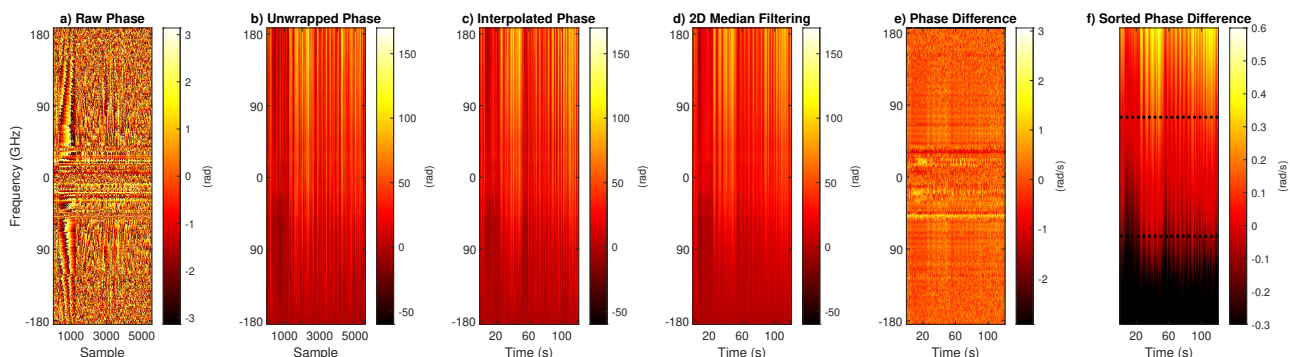 a) Raw Phase
180
90
0
90
-180
Frequency (GHz)
1000 3000 5000
Sample
3
2
1
0
-1
-2
-3
(rad)
b) Unwrapped Phase
180
90
0
90
-180
1000 3000 5000
Sample
150
100
50
0
-50
(rad)
c) Interpolated Phase
180
90
0
90
-180
20 60 100
Time (s)
150
100
50
0
-50
(rad)
d) 2D Median Filtering
180
90
0
90
-180
20 60 100
Time (s)
150
100
50
0
-50
(rad)
e) Phase Difference
180
90
0
90
-180
20 60 100
Time (s)
3
2
1
0
-1
-2
(rad/s)
f) Sorted Phase Difference
180
90
0
90
-180
20 60 100
Time (s)
0.6
0.5
0.4
0.3
0.2
0.1
0
-0.1
-0.2
-0.3
(rad/s)